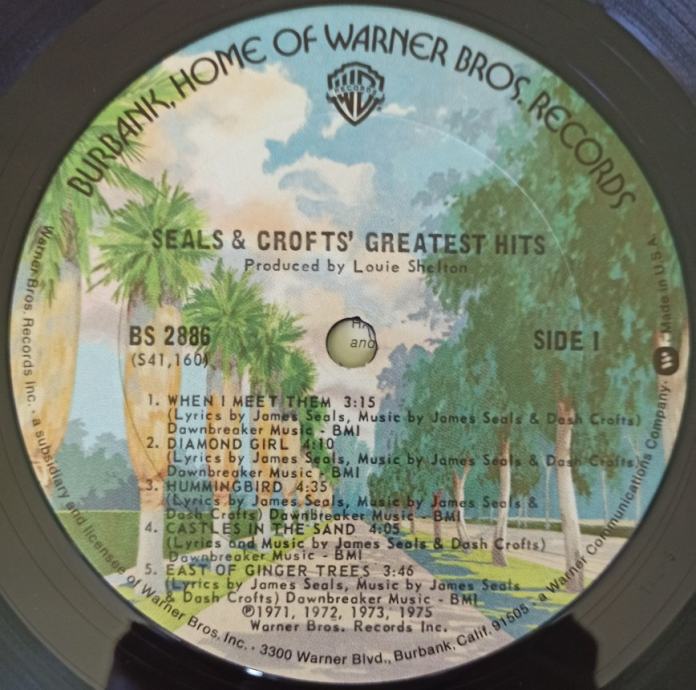 BURBANK, HOME OF WARNER BROS. RECORDS
WB
RECORDS
SEALS & CROFTS' GREATEST HITS
Produced by Louie Shelton
BS 2886
(S41,160)
SIDE 1
1. WHEN I MEET THEM 3:15
(Lyrics by James Seals, Music by James Seals & Dash Crofts)
Dawnbreaker Music - BMI
2. DIAMOND GIRL 4:10
(Lyrics by James Seals, Music by James Seals & Dash Crofts)
Dawnbreaker Music - BMI
3. HUMMINGBIRD 4:35
(Lyrics by James Seals, Music by James Seals &
Dash Crofts) Dawnbreaker Music - BMI
4. CASTLES IN THE SAND 4:05
(Lyrics and Music by James Seals & Dash Crofts)
Dawnbreaker Music - BMI
5. EAST OF GINGER TREES 3:46
(Lyrics by James Seals, Music by James Seals
& Dash Crofts) Dawnbreaker Music - BMI
℗1971, 1972, 1973, 1975
Warner Bros. Records Inc.
Warner Bros. Records Inc. · a subsidiary and licensee of Warner Bros. Inc. · 3300 Warner Blvd., Burbank, Calif. 91505 · a Warner Communications Company. Made in U.S.A.
and